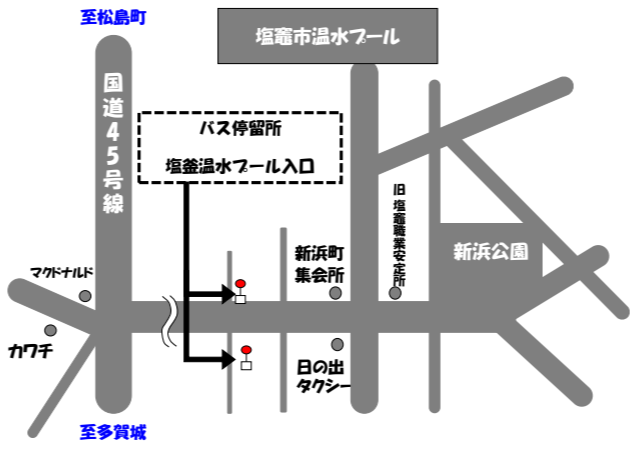 至松島町
塩竈市温水プール
国道45号線
バス停留所
塩釜温水プール入口
旧塩竈職業安定所
新浜町
集会所
新浜公園
マクドナルド
カワチ
日の出
タクシー
至多賀城